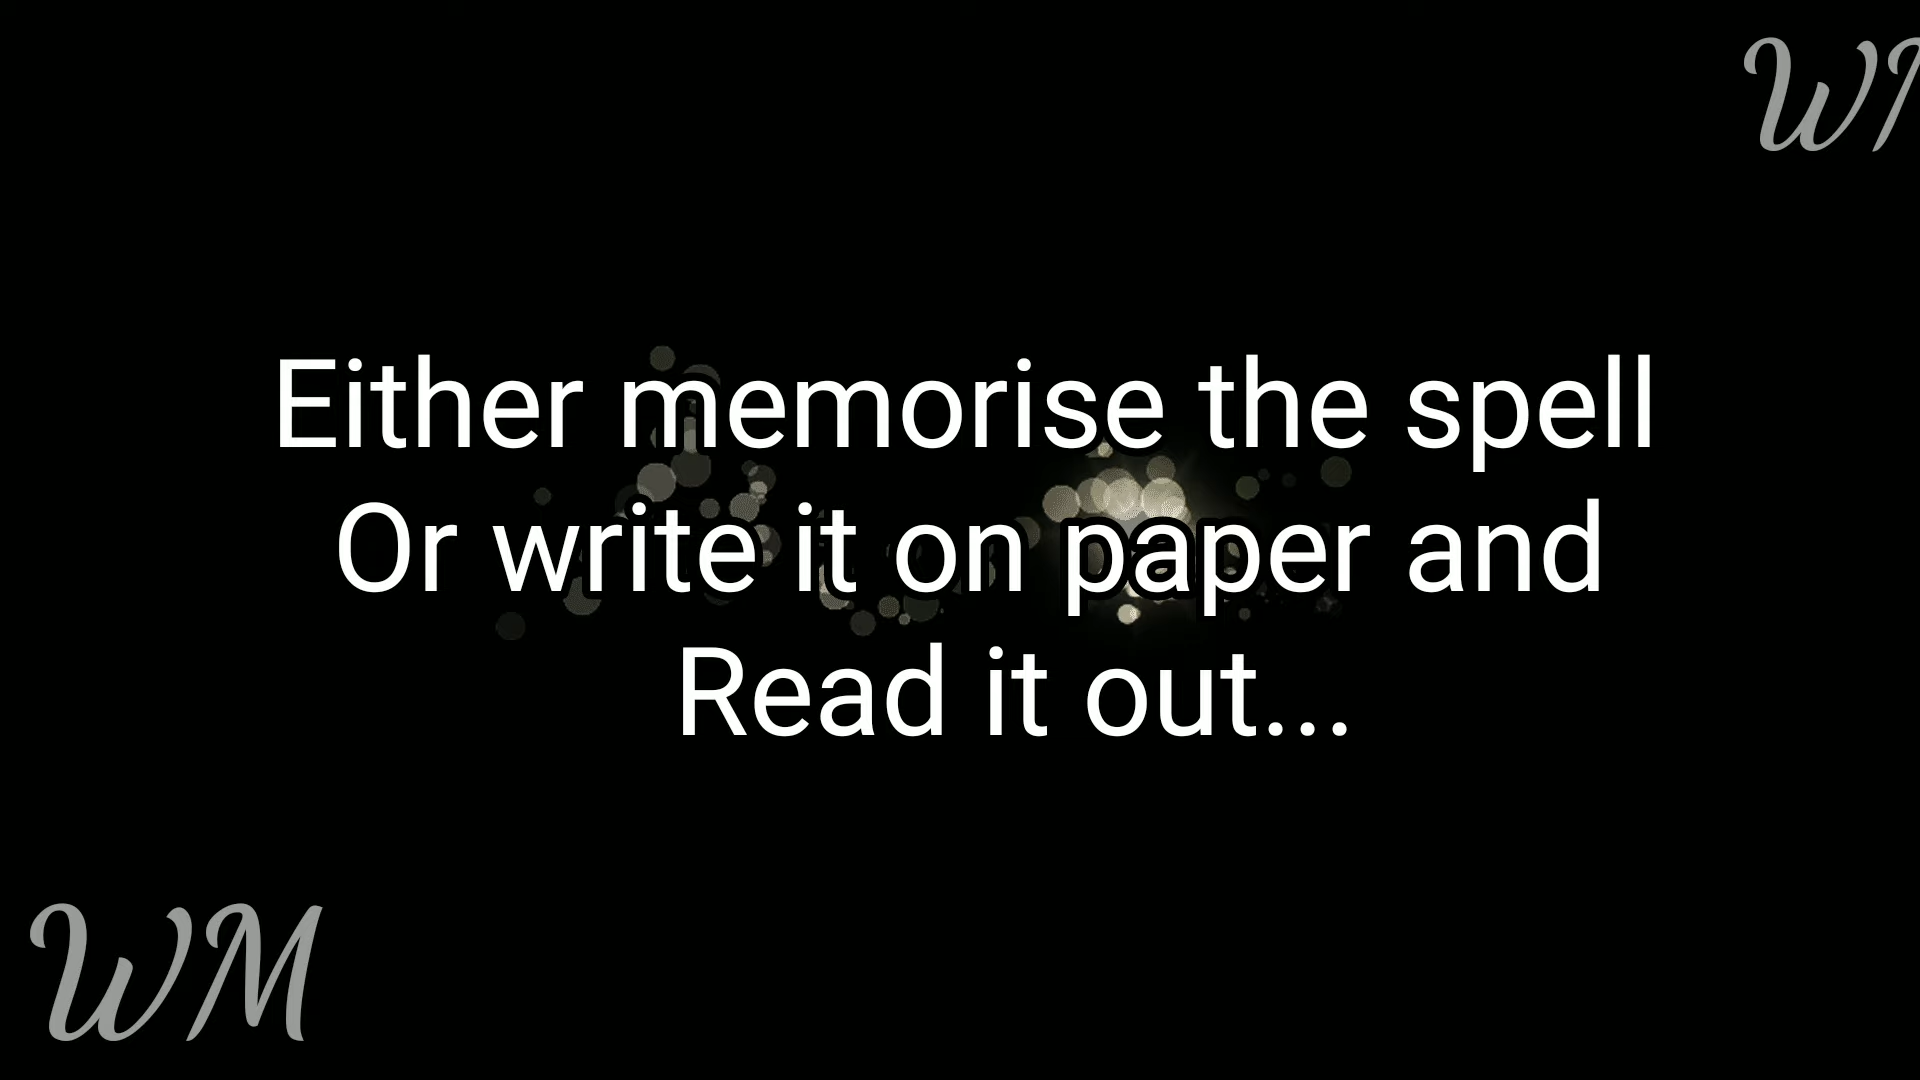 WM
Either memorise the spell
Or write it on paper and
Read it out...
WM